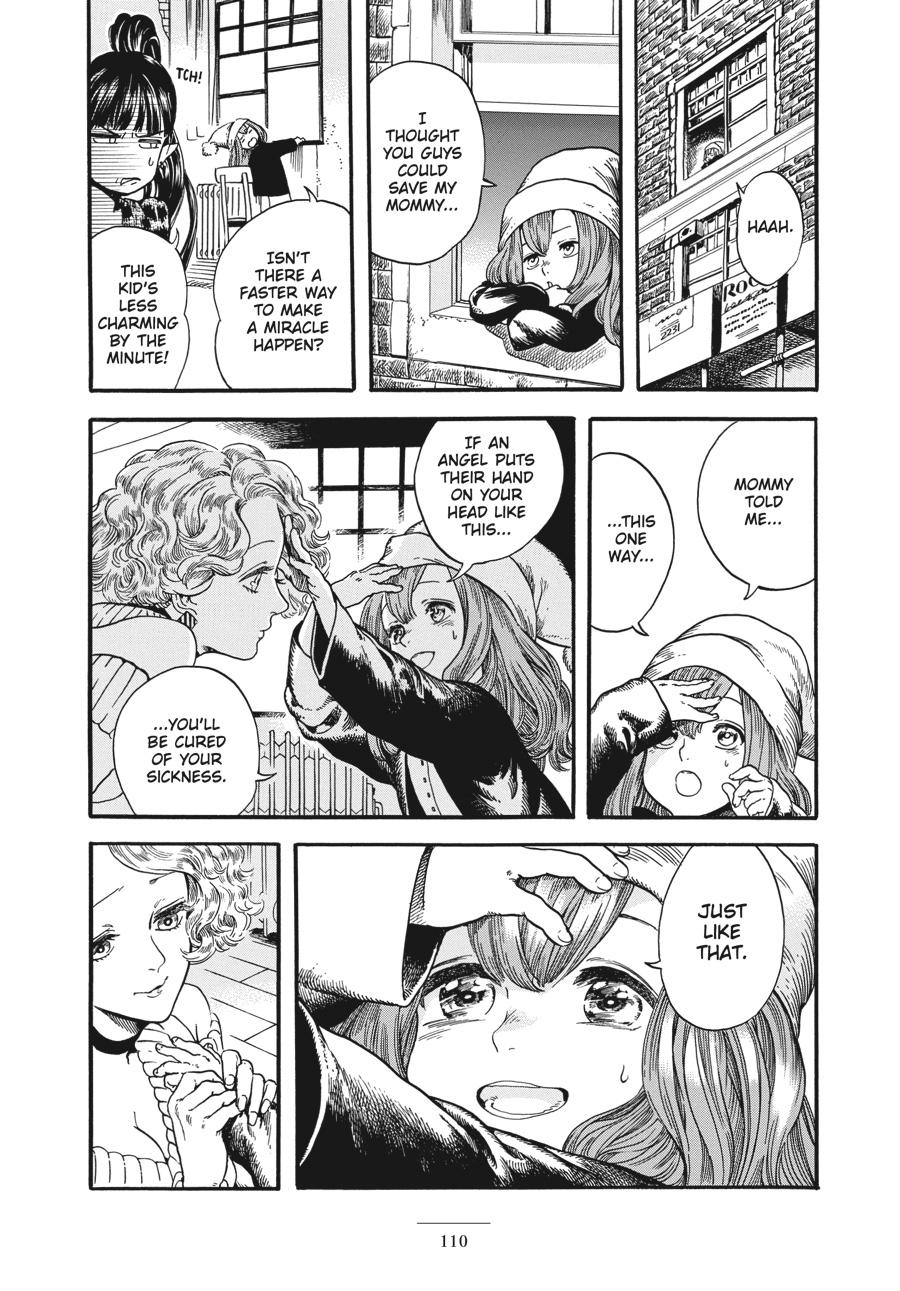 HAAH.
ROO
2231
I
THOUGHT
YOU GUYS
COULD
SAVE MY
MOMMY...
TCH!
ISN'T
THERE A
FASTER WAY
TO MAKE
A MIRACLE
HAPPEN?
THIS
KID'S
LESS
CHARMING
BY THE
MINUTE!
MOMMY
TOLD
ME...
...THIS
ONE
WAY...
IF AN
ANGEL PUTS
THEIR HAND
ON YOUR
HEAD LIKE
THIS...
...YOU'LL
BE CURED
OF YOUR
SICKNESS.
JUST
LIKE
THAT.
110